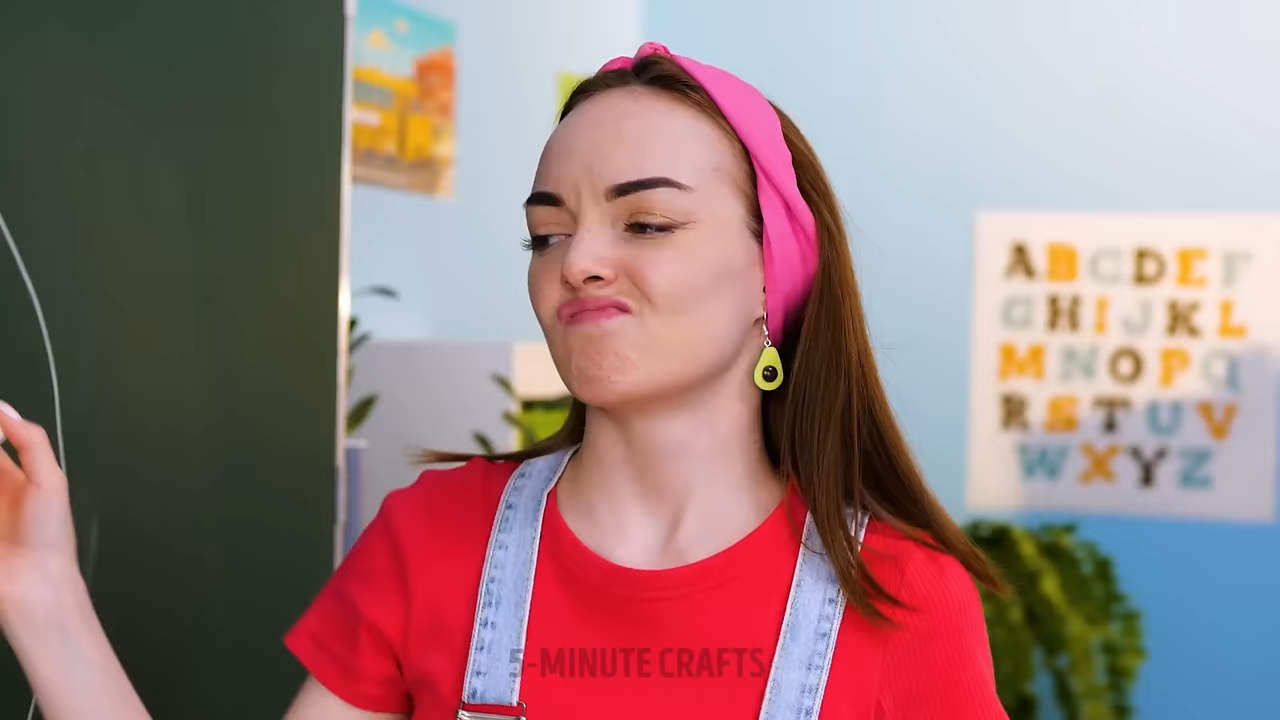 ABCDEF
GHIJKL
MNOPQ
RSTUV
WXYZ
5-MINUTE CRAFTS